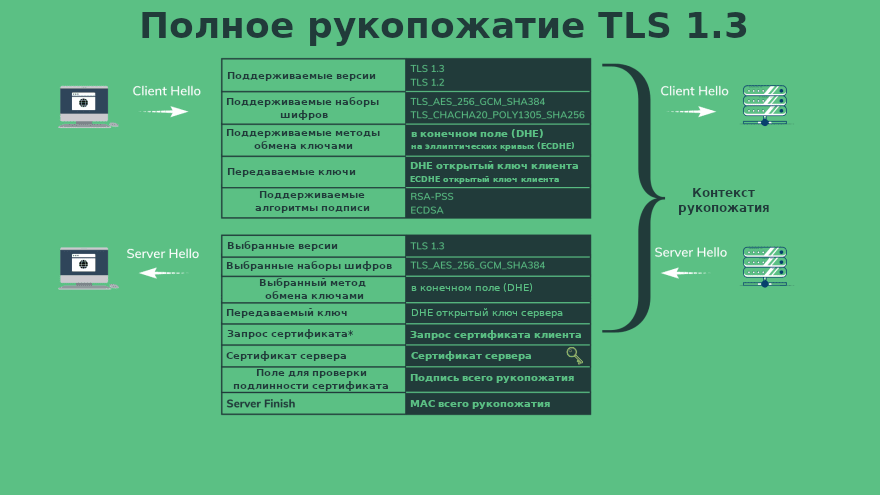 Полное рукопожатие TLS 1.3
Client Hello
Поддерживаемые версии
TLS 1.3
TLS 1.2
Поддерживаемые наборы
шифров
TLS_AES_256_GCM_SHA384
TLS_CHACHA20_POLY1305_SHA256
Поддерживаемые методы
обмена ключами
в конечном поле (DHE)
на эллиптических кривых (ECDHE)
Передаваемые ключи
DHE открытый ключ клиента
ECDHE открытый ключ клиента
Поддерживаемые
алгоритмы подписи
RSA-PSS
ECDSA
Client Hello
Контекст
рукопожатия
Server Hello
Выбранные версии
TLS 1.3
Выбранные наборы шифров
TLS_AES_256_GCM_SHA384
Выбранный метод
обмена ключами
в конечном поле (DHE)
Передаваемый ключ
DHE открытый ключ сервера
Запрос сертификата*
Запрос сертификата клиента
Сертификат сервера
Сертификат сервера
Поле для проверки
подлинности сертификата
Подпись всего рукопожатия
Server Finish
MAC всего рукопожатия
Server Hello